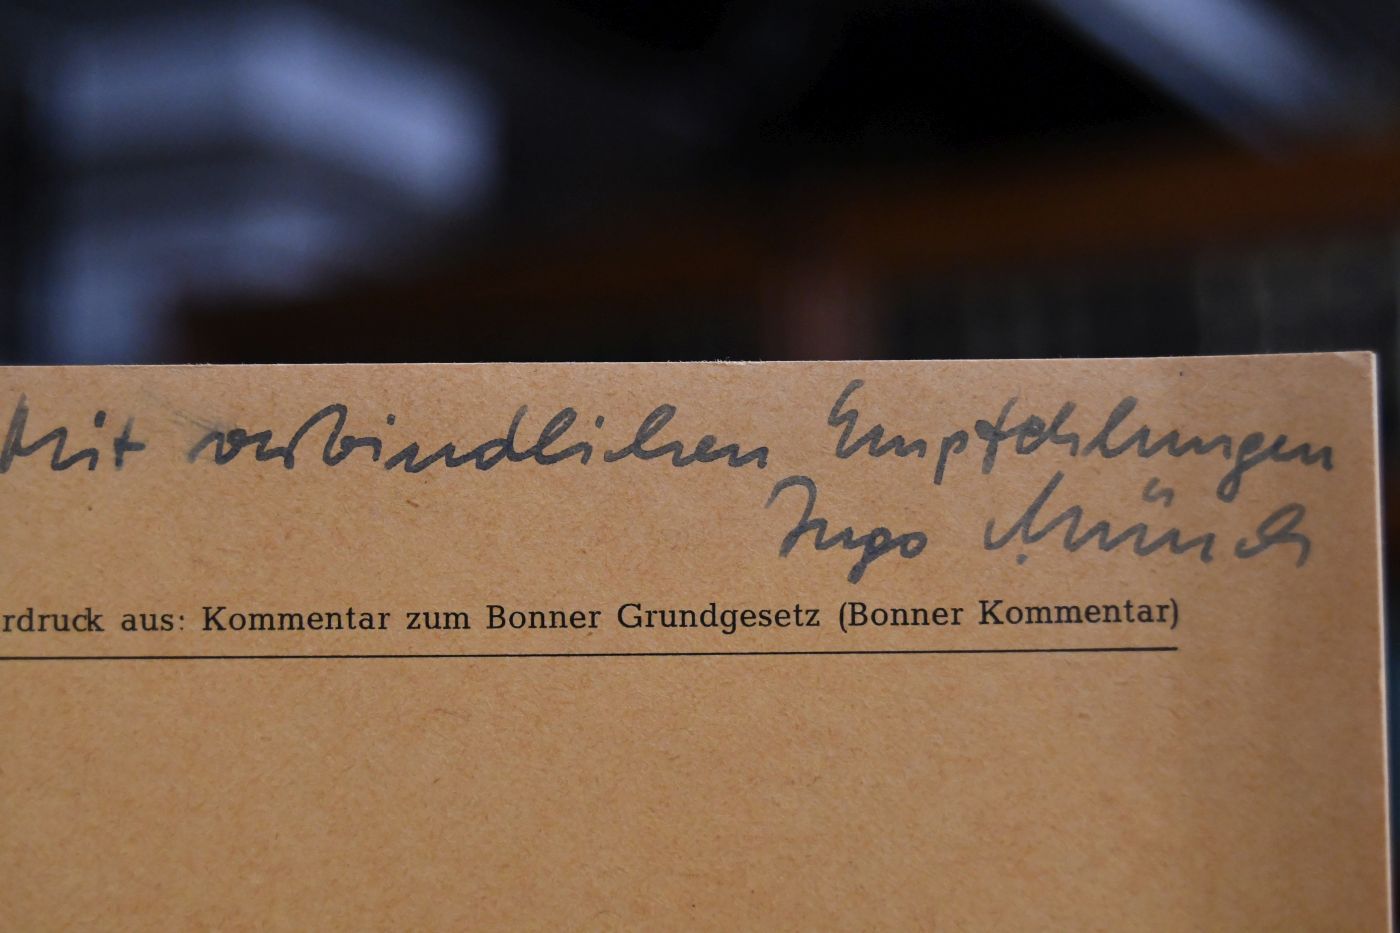 Mit verbindlichen Empfehlungen
Ingo Münch
rdruck aus: Kommentar zum Bonner Grundgesetz (Bonner Kommentar)